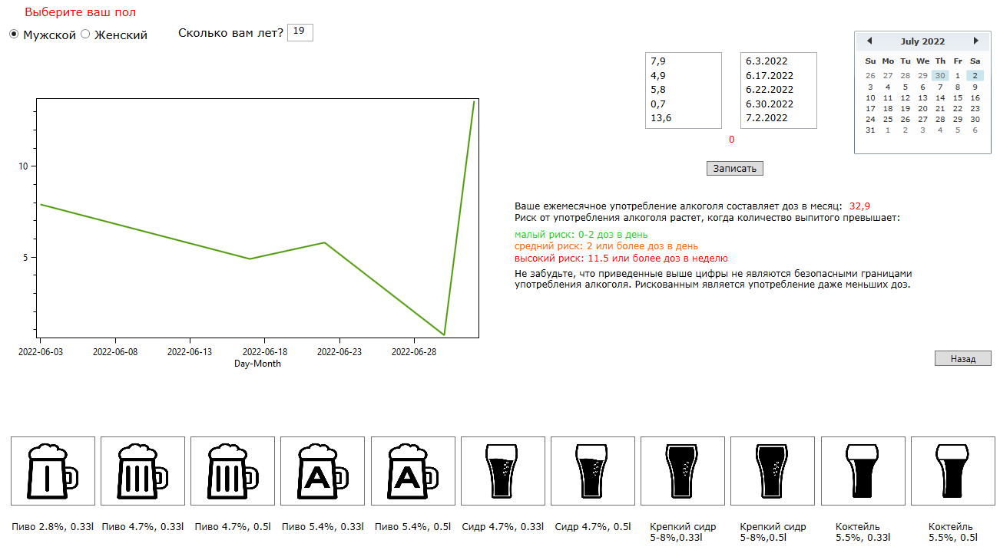 Выберите ваш пол
Мужской Женский
Сколько вам лет? 19
7,9
4,9
5,8
0,7
13,6
6.3.2022
6.17.2022
6.22.2022
6.30.2022
7.2.2022
0
Записать
July 2022
Su Mo Tu We Th Fr Sa
26 27 28 29 30 1 2
3 4 5 6 7 8 9
10 11 12 13 14 15 16
17 18 19 20 21 22 23
24 25 26 27 28 29 30
31 1 2 3 4 5 6
10
5
2022-06-03 2022-06-08 2022-06-13 2022-06-18 2022-06-23 2022-06-28
Day-Month
Ваше ежемесячное употребление алкоголя составляет доз в месяц: 32,9
Риск от употребления алкоголя растет, когда количество выпитого превышает:
малый риск: 0-2 доз в день
средний риск: 2 или более доз в день
высокий риск: 11.5 или более доз в неделю
Не забудьте, что приведенные выше цифры не являются безопасными границами
употребления алкоголя. Рискованным является употребление даже меньших доз.
Назад
I III III A A
Пиво 2.8%, 0.33l
Пиво 4.7%, 0.33l
Пиво 4.7%, 0.5l
Пиво 5.4%, 0.33l
Пиво 5.4%, 0.5l
Сидр 4.7%, 0.33l
Сидр 4.7%, 0.5l
Крепкий сидр
5-8%,0.33l
Крепкий сидр
5-8%,0.5l
Коктейль
5.5%, 0.33l
Коктейль
5.5%, 0.5l